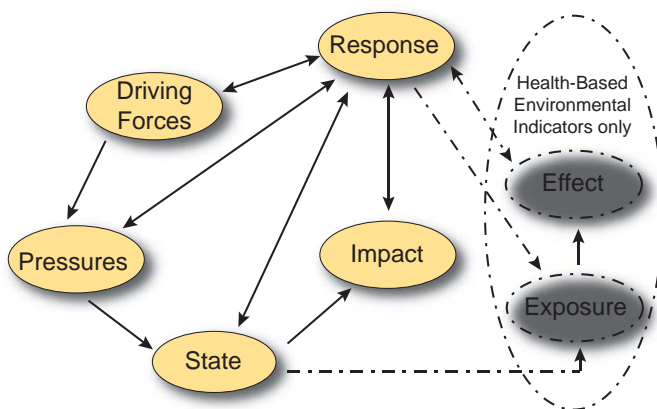 Response
Driving
Forces
Health-Based
Environmental
Indicators only
Effect
Pressures
Impact
Exposure
State